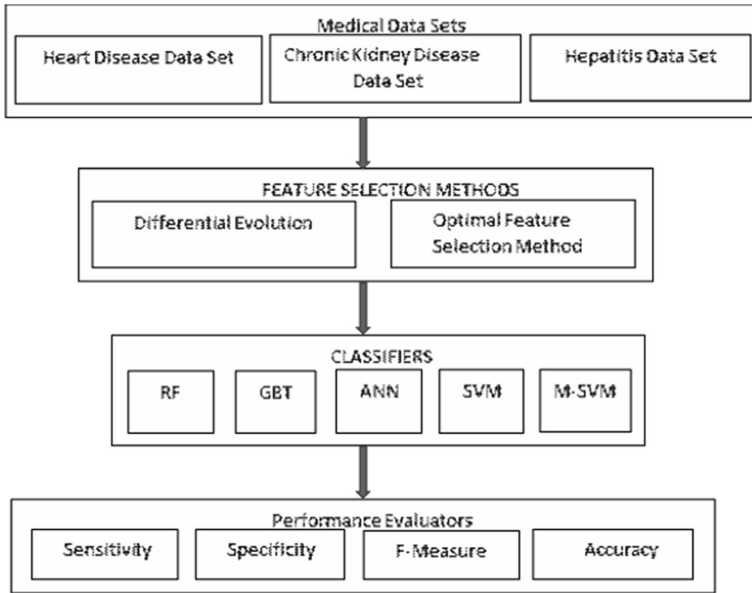 Medical Data Sets
Heart Disease Data Set
Chronic Kidney Disease
Data Set
Hepatitis Data Set
FEATURE SELECTION METHODS
Differential Evolution
Optimal Feature
Selection Method
CLASSIFIERS
RF
GBT
ANN
SVM
M-SVM
Performance Evaluators
Sensitivity
Specificity
F-Measure
Accuracy